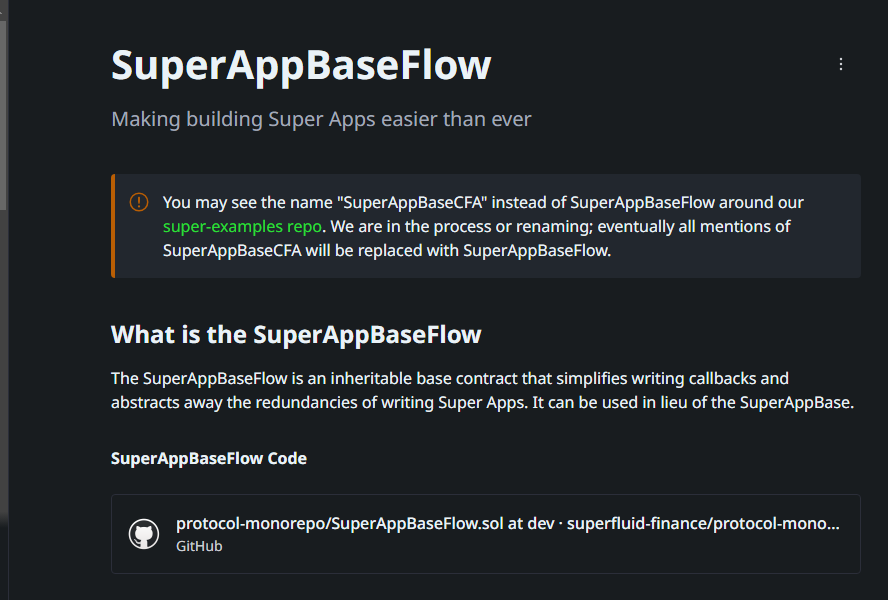 SuperAppBaseFlow
Making building Super Apps easier than ever
You may see the name "SuperAppBaseCFA" instead of SuperAppBaseFlow around our
super-examples repo. We are in the process or renaming; eventually all mentions of
SuperAppBaseCFA will be replaced with SuperAppBaseFlow.
What is the SuperAppBaseFlow
The SuperAppBaseFlow is an inheritable base contract that simplifies writing callbacks and
abstracts away the redundancies of writing Super Apps. It can be used in lieu of the SuperAppBase.
SuperAppBaseFlow Code
protocol-monorepo/SuperAppBaseFlow.sol at dev · superfluid-finance/protocol-mono...
GitHub